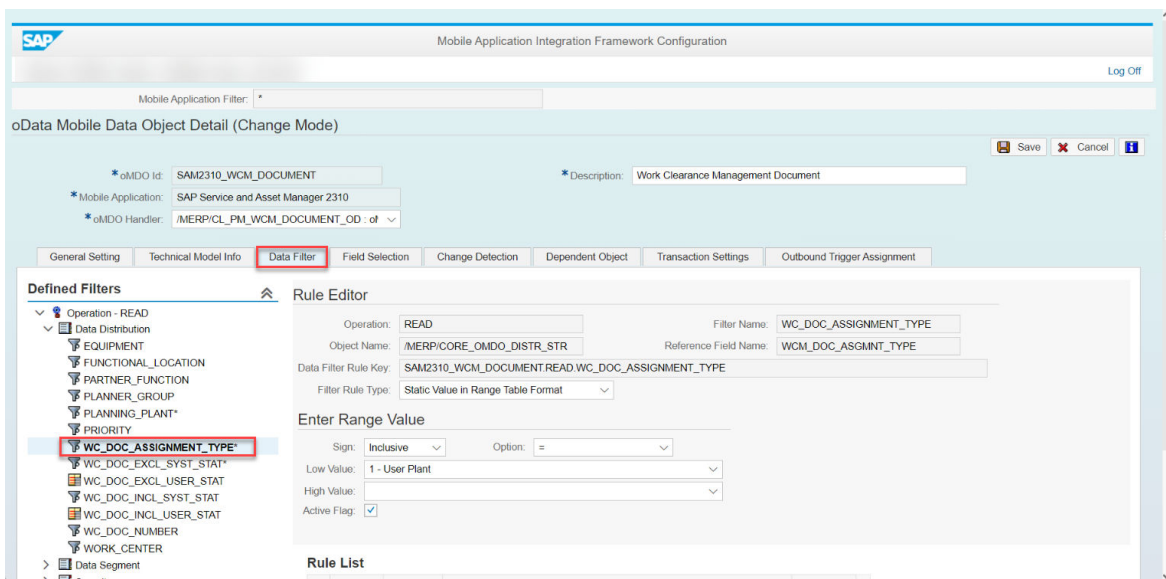 SAP
Mobile Application Integration Framework Configuration
Log Off
Mobile Application Filter: *
oData Mobile Data Object Detail (Change Mode)
Save Cancel
* oMDO Id: SAM2310_WCM_DOCUMENT * Description: Work Clearance Management Document
* Mobile Application: SAP Service and Asset Manager 2310
* oMDO Handler: /MERP/CL_PM_WCM_DOCUMENT_OD : of
General Setting Technical Model Info Data Filter Field Selection Change Detection Dependent Object Transaction Settings Outbound Trigger Assignment
Defined Filters
Operation - READ
Data Distribution
EQUIPMENT
FUNCTIONAL_LOCATION
PARTNER_FUNCTION
PLANNER_GROUP
PLANNING_PLANT*
PRIORITY
WC_DOC_ASSIGNMENT_TYPE*
WC_DOC_EXCL_SYST_STAT*
WC_DOC_EXCL_USER_STAT
WC_DOC_INCL_SYST_STAT
WC_DOC_INCL_USER_STAT
WC_DOC_NUMBER
WORK_CENTER
Data Segment
Rule Editor
Operation: READ Filter Name: WC_DOC_ASSIGNMENT_TYPE
Object Name: /MERP/CORE_OMDO_DISTR_STR Reference Field Name: WCM_DOC_ASGMNT_TYPE
Data Filter Rule Key: SAM2310_WCM_DOCUMENT.READ.WC_DOC_ASSIGNMENT_TYPE
Filter Rule Type: Static Value in Range Table Format
Enter Range Value
Sign: Inclusive Option: =
Low Value: 1 - User Plant
High Value:
Active Flag:
Rule List